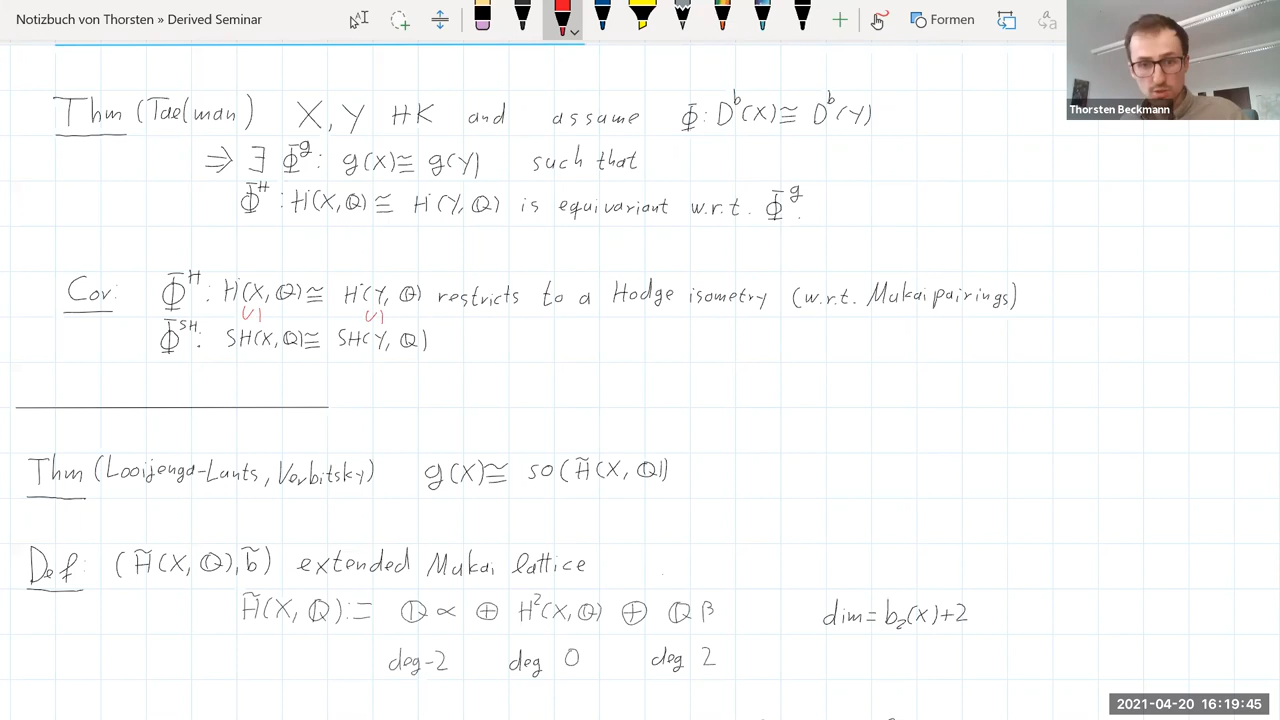 Notizbuch von Thorsten » Derived Seminar
Formen
Thorsten Beckmann
Thm (Taelman) X, Y HK and assume Φ: D^b(X) ≅ D^b(Y)
⇒ ∃ Φ^g: g(X) ≅ g(Y) such that
Φ^H: H(X, ℚ) ≅ H(Y, ℚ) is equivariant w.r.t. Φ^g.
Cor: Φ^H: H(X, ℚ) ≅ H(Y, ℚ) restricts to a Hodge isometry (w.r.t. Mukai pairings)
∪| ∪|
Φ^SH: SH(X, ℚ) ≅ SH(Y, ℚ)
Thm (Looijenga-Lunts, Verbitsky) g(X) ≅ so(H̃(X, ℚ))
Def: (H̃(X, ℚ), b̃) extended Mukai lattice
H̃(X, ℚ) := ℚα ⊕ H²(X, ℚ) ⊕ ℚβ dim = b₂(X)+2
deg -2 deg 0 deg 2
2021-04-20 16:19:45